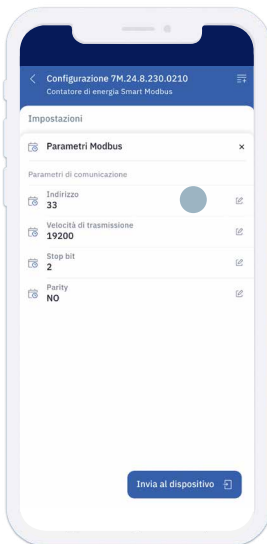 Configurazione 7M.24.8.230.0210
Contatore di energia Smart Modbus
Impostazioni
Parametri Modbus
Parametri di comunicazione
Indirizzo
33
Velocità di trasmissione
19200
Stop bit
2
Parity
NO
Invia al dispositivo